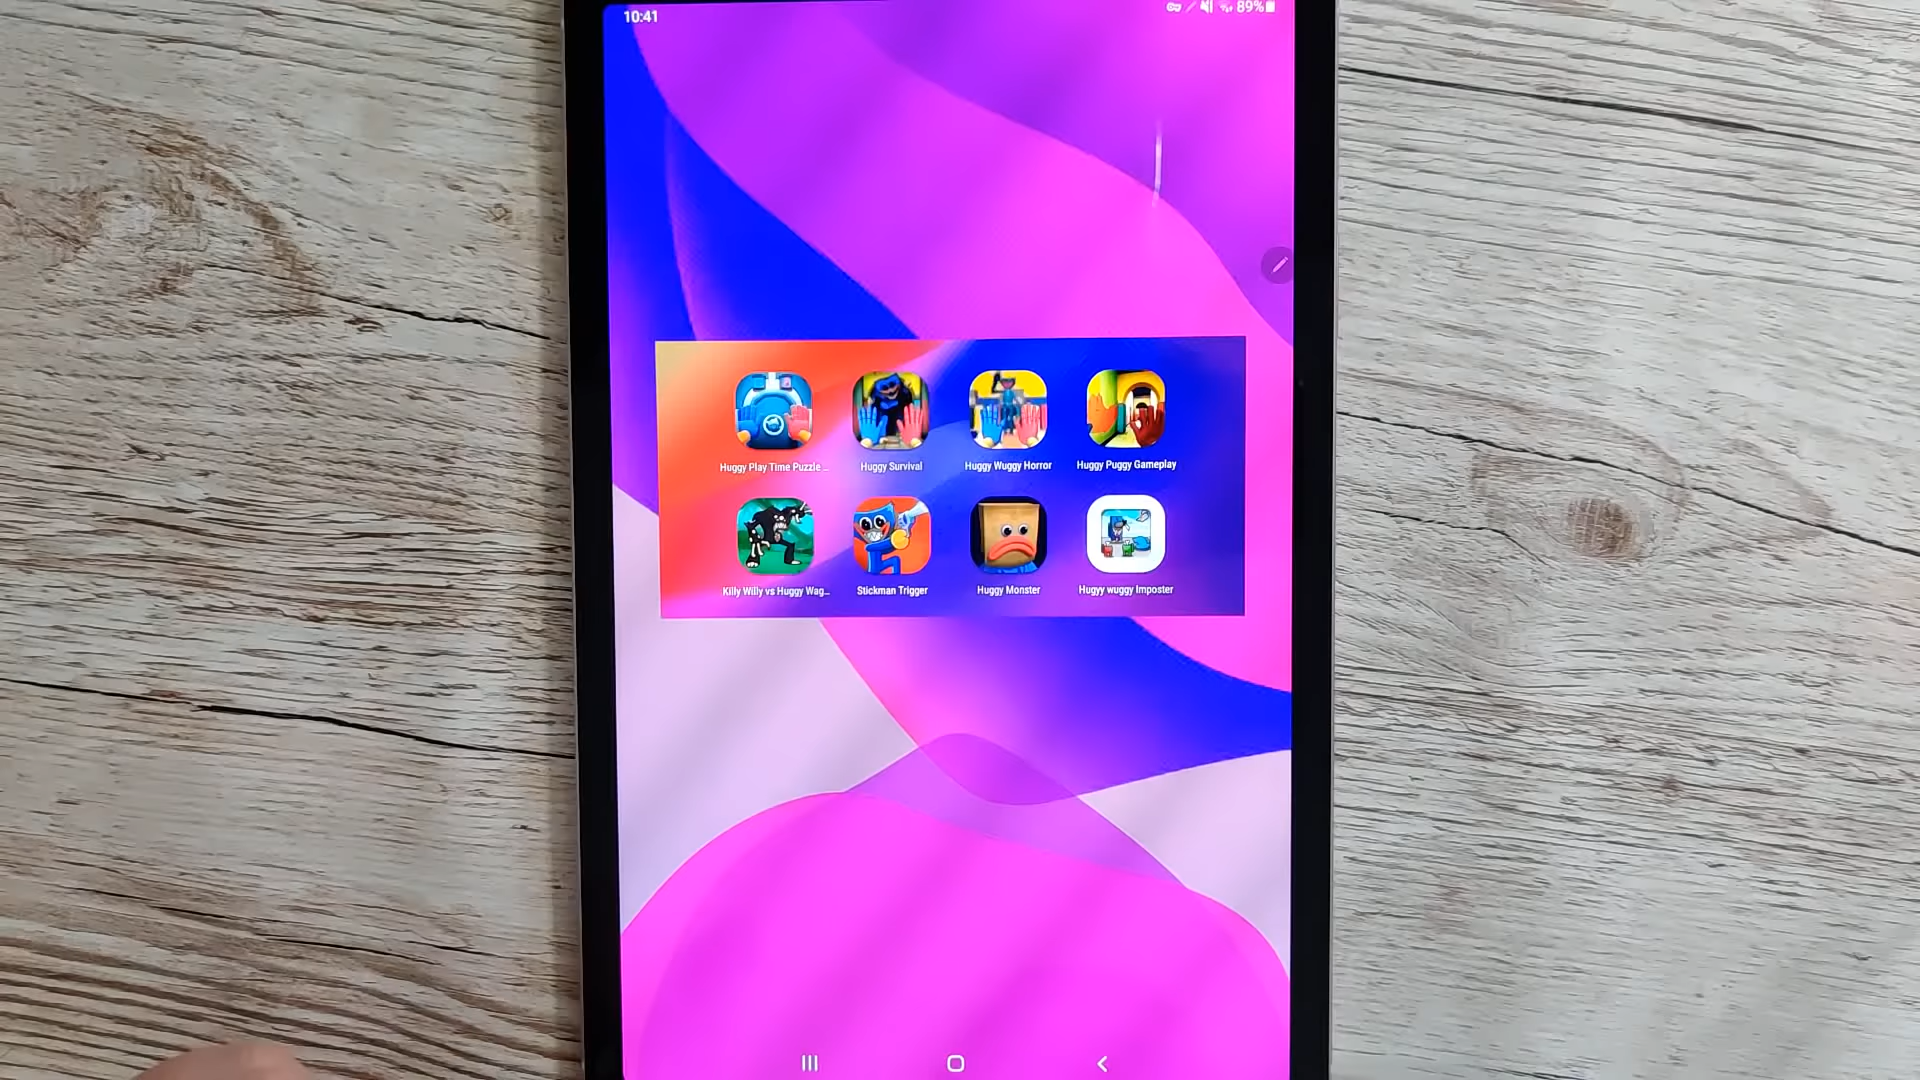 10:41
89%
Huggy Play Time Puzzle...
Huggy Survival
Huggy Wuggy Horror
Huggy Puggy Gameplay
Killy Willy vs Huggy Wag...
Stickman Trigger
Huggy Monster
Hugyy wuggy Imposter